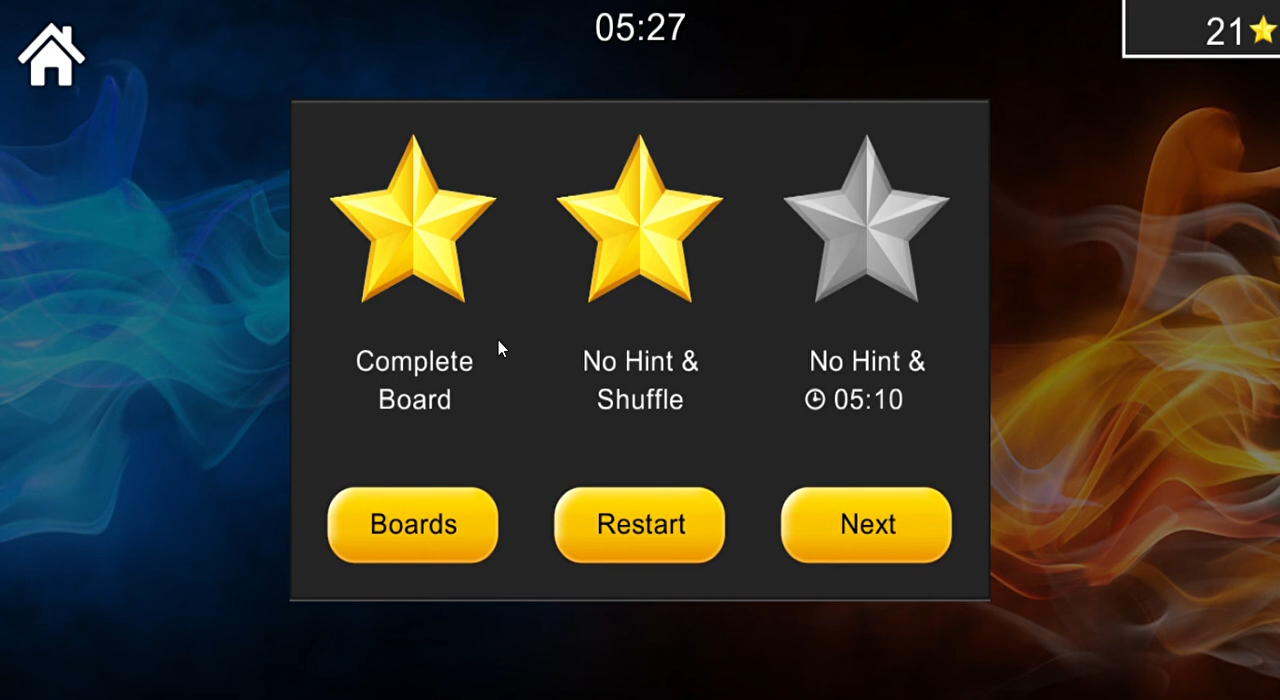 05:27
21
Complete
Board
No Hint &
Shuffle
No Hint &
05:10
Boards
Restart
Next